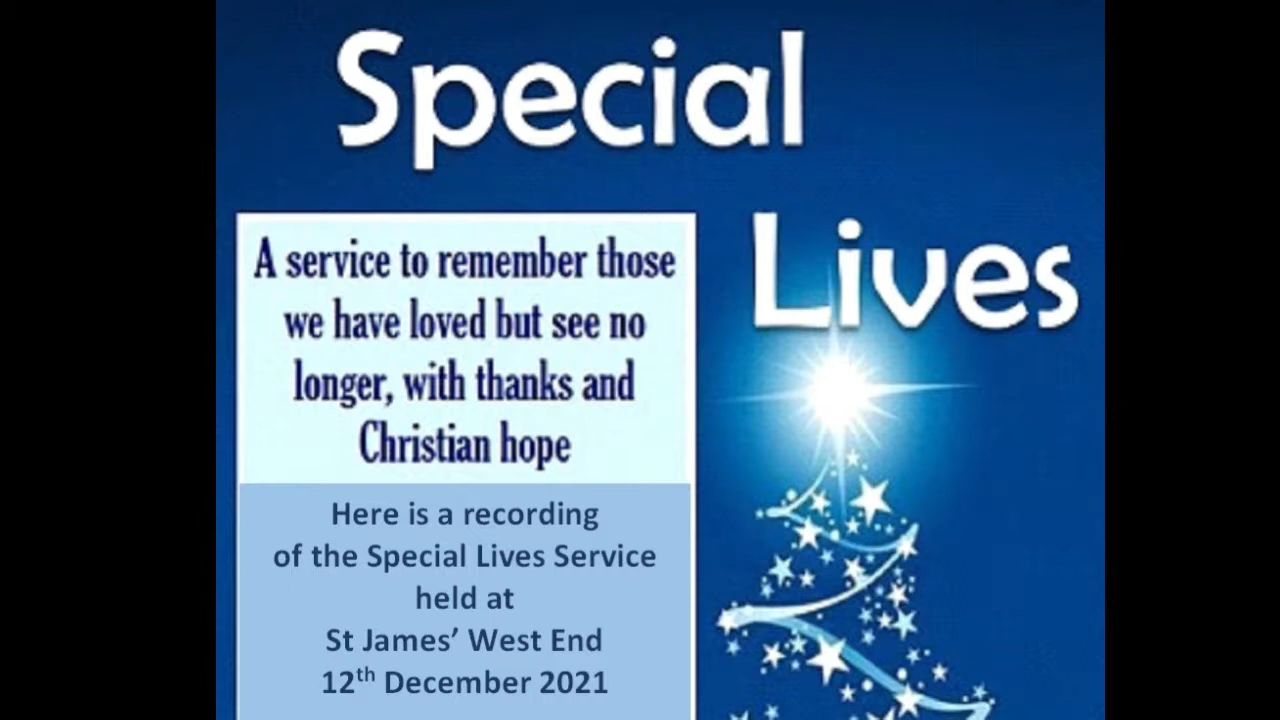 Special
Lives
A service to remember those
we have loved but see no
longer, with thanks and
Christian hope
Here is a recording
of the Special Lives Service
held at
St James’ West End
12th December 2021